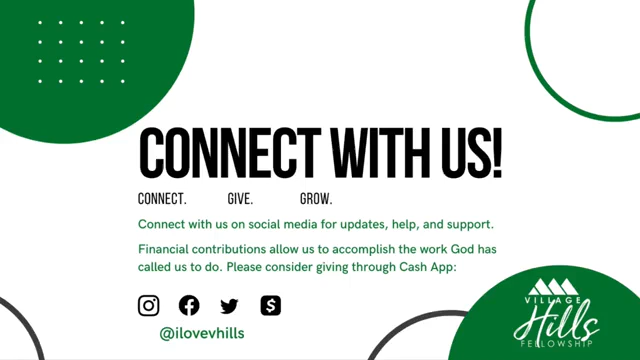 CONNECT WITH US!
CONNECT. GIVE. GROW.
Connect with us on social media for updates, help, and support.
Financial contributions allow us to accomplish the work God has
called us to do. Please consider giving through Cash App:
@ilovevhills
VILLAGE
Hills
FELLOWSHIP